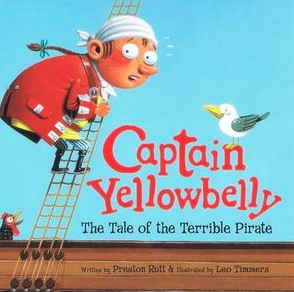 Captain
Yellowbelly
The Tale of the Terrible Pirate
Written by Preston Rutt & Illustrated by Leo Timmers